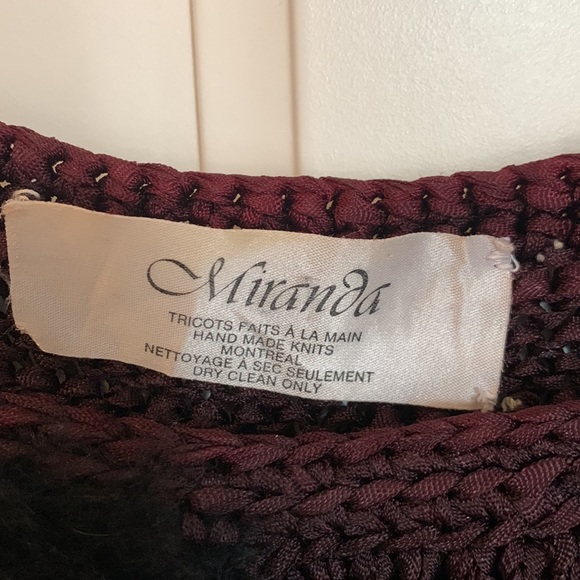 Miranda
TRICOTS FAITS À LA MAIN
HAND MADE KNITS
MONTREAL
NETTOYAGE À SEC SEULEMENT
DRY CLEAN ONLY